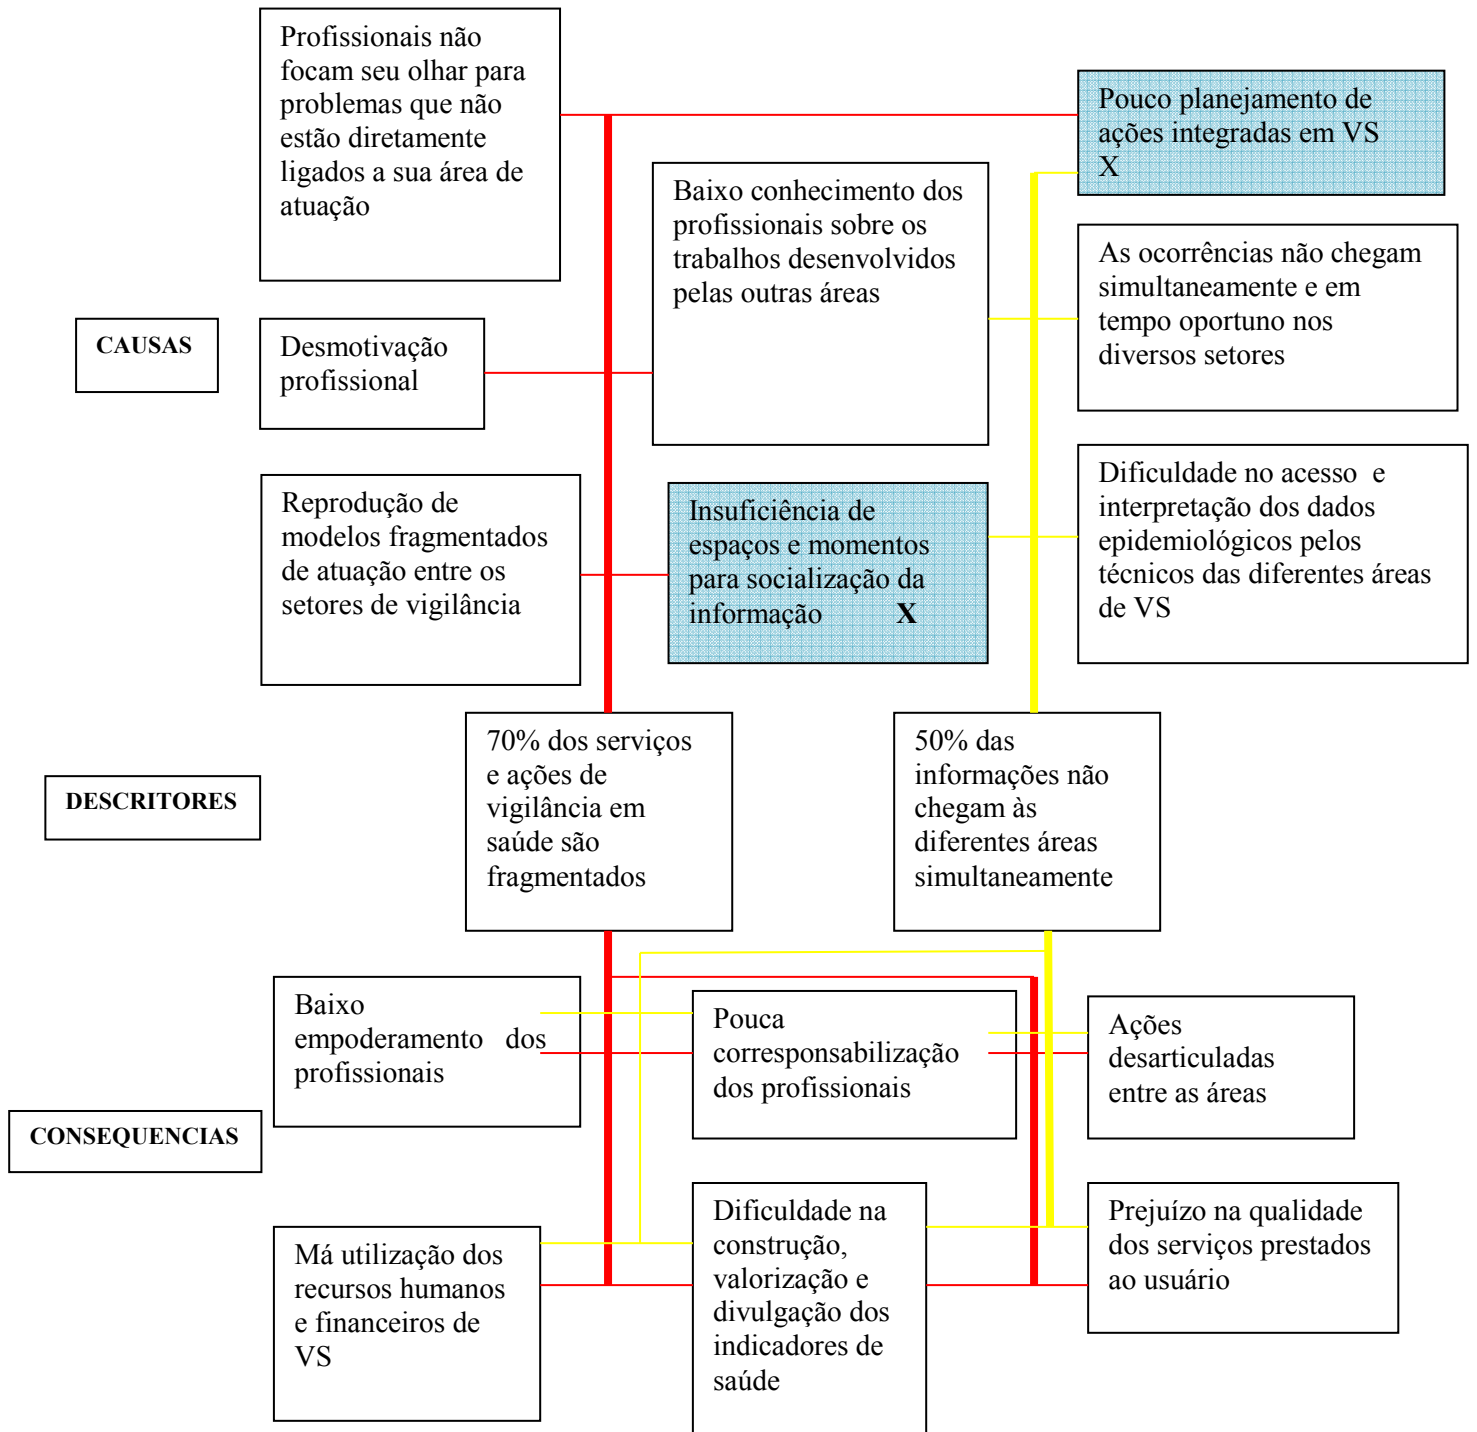 Profissionais não
focam seu olhar para
problemas que não
estão diretamente
ligados a sua área de
atuação
Pouco planejamento de
ações integradas em VS
X
Baixo conhecimento dos
profissionais sobre os
trabalhos desenvolvidos
pelas outras áreas
As ocorrências não chegam
simultaneamente e em
tempo oportuno nos
diversos setores
CAUSAS
Desmotivação
profissional
Reprodução de
modelos fragmentados
de atuação entre os
setores de vigilância
Insuficiência de
espaços e momentos
para socialização da
informação X
Dificuldade no acesso e
interpretação dos dados
epidemiológicos pelos
técnicos das diferentes áreas
de VS
DESCRITORES
70% dos serviços
e ações de
vigilância em
saúde são
fragmentados
50% das
informações não
chegam às
diferentes áreas
simultaneamente
Baixo
empoderamento dos
profissionais
Pouca
corresponsabilização
dos profissionais
Ações
desarticuladas
entre as áreas
CONSEQUENCIAS
Má utilização dos
recursos humanos
e financeiros de
VS
Dificuldade na
construção,
valorização e
divulgação dos
indicadores de
saúde
Prejuízo na qualidade
dos serviços prestados
ao usuário